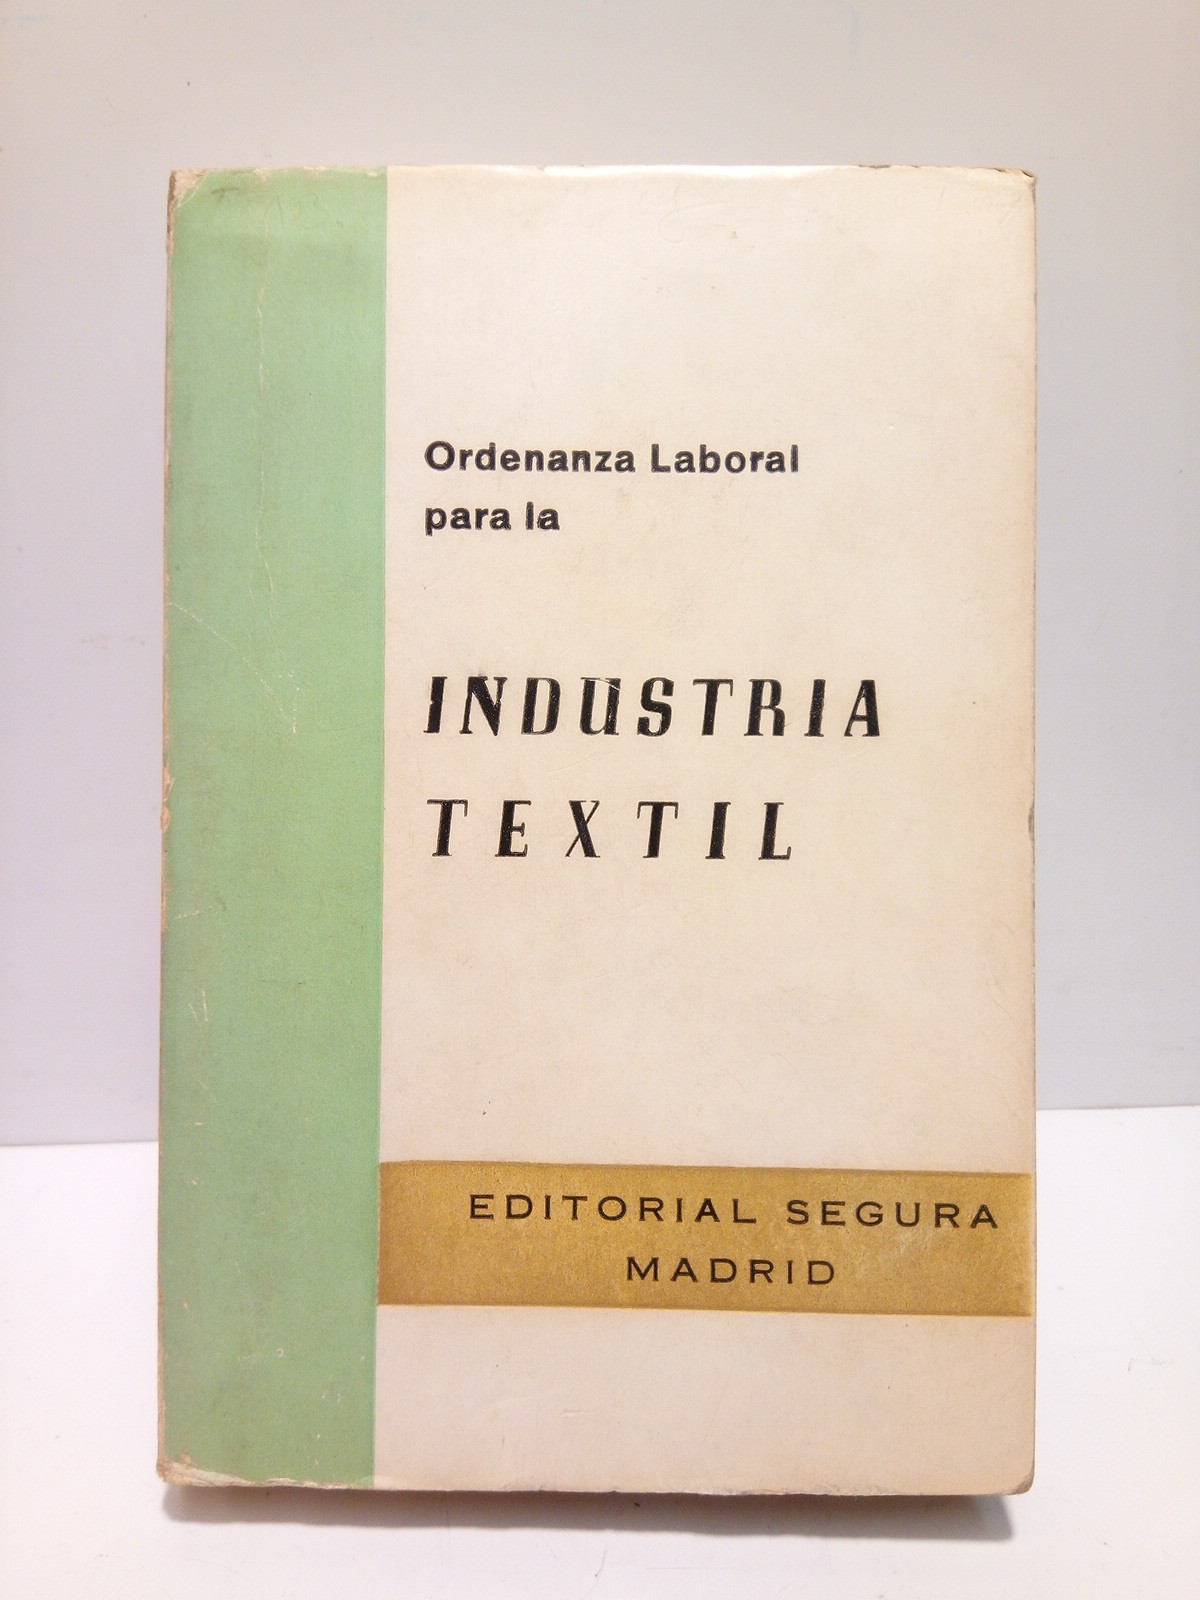 Ordenanza Laboral
para la
INDUSTRIA
TEXTIL
EDITORIAL SEGURA
MADRID